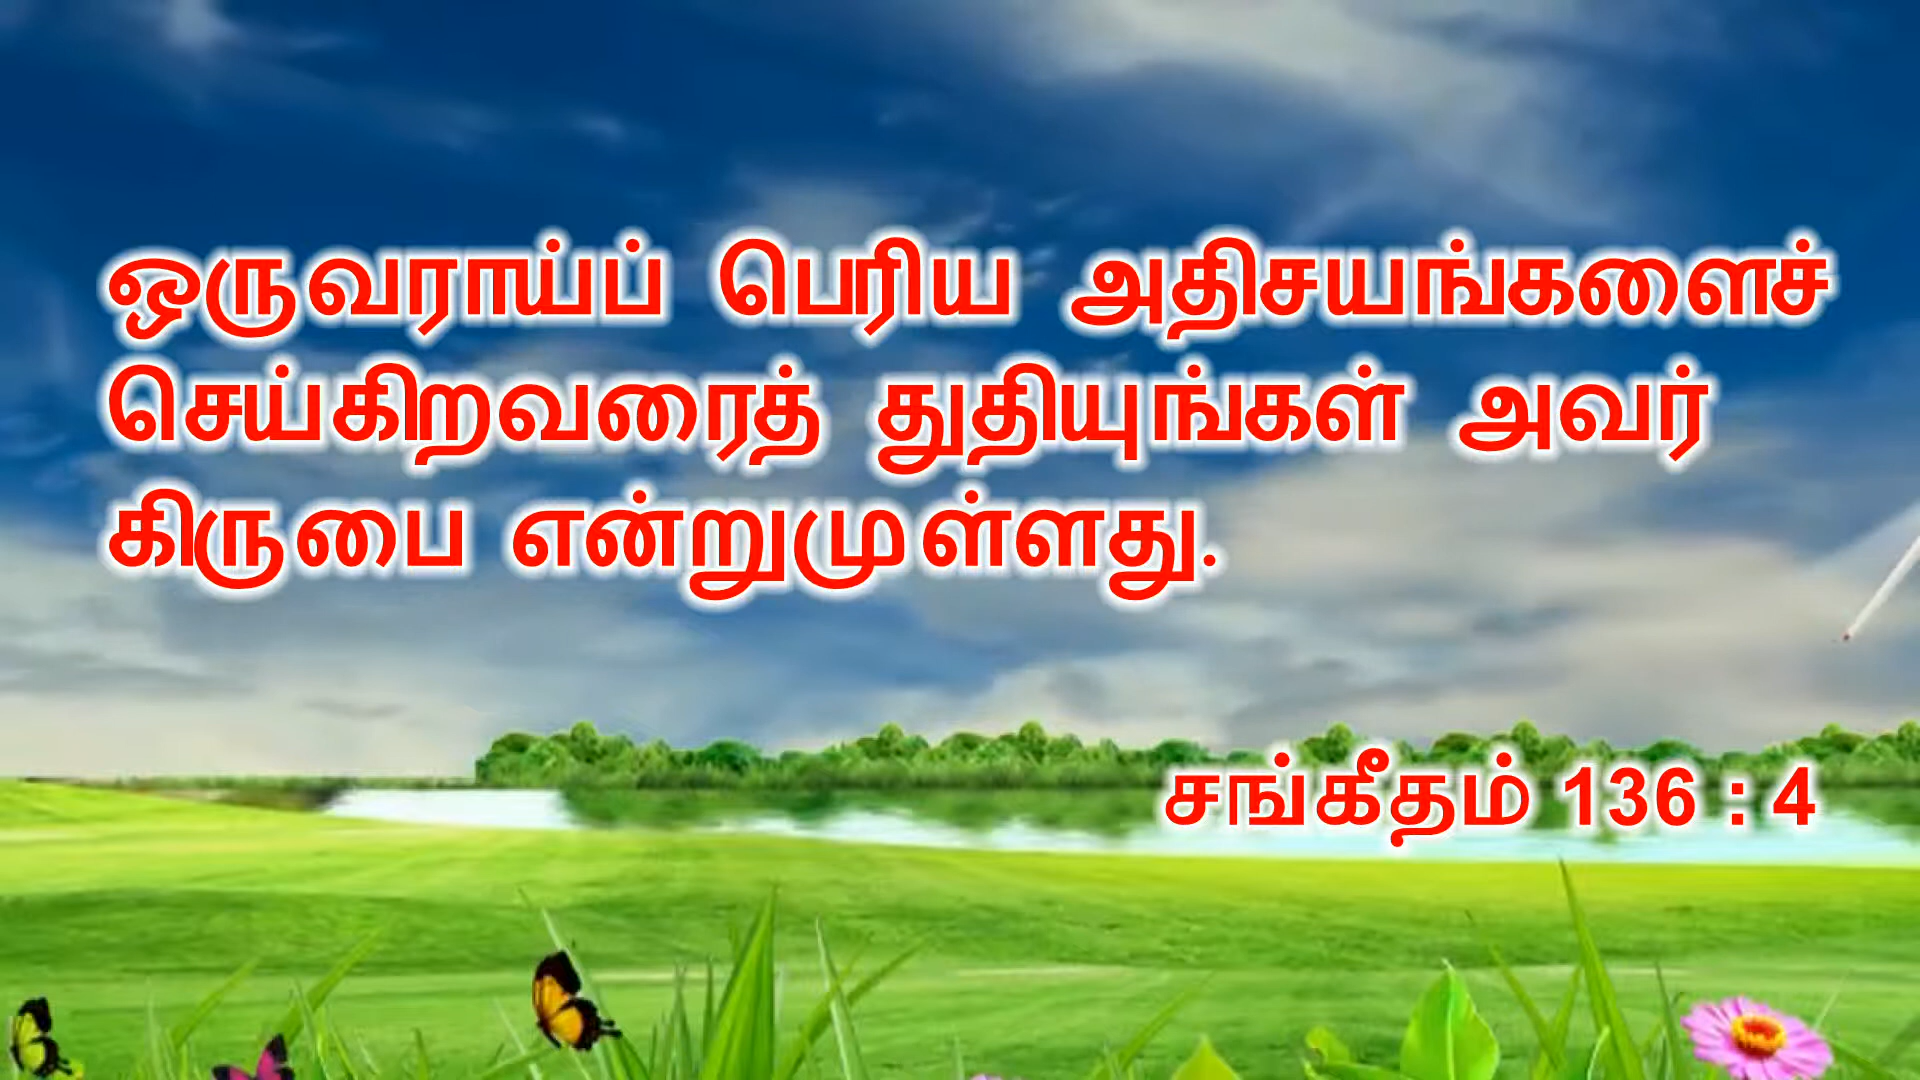 ஒருவராய்ப் பெரிய அதிசயங்களைச்
செய்கிறவரைத் துதியுங்கள் அவர்
கிருபை என்றுமுள்ளது.
சங்கீதம் 136 : 4